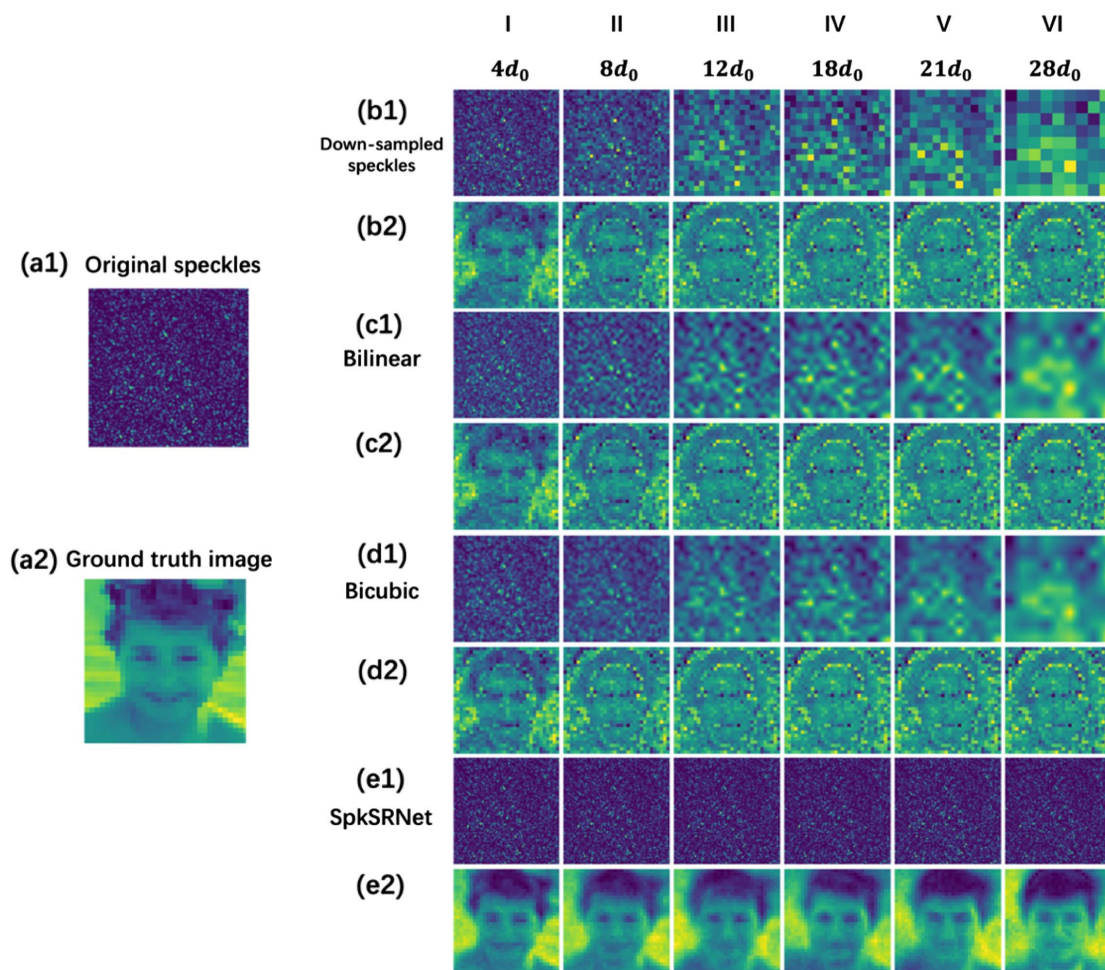 I II III IV V VI
4d₀ 8d₀ 12d₀ 18d₀ 21d₀ 28d₀
(b1)
Down-sampled
speckles
(b2)
(a1) Original speckles
(c1)
Bilinear
(c2)
(a2) Ground truth image
(d1)
Bicubic
(d2)
(e1)
SpkSRNet
(e2)